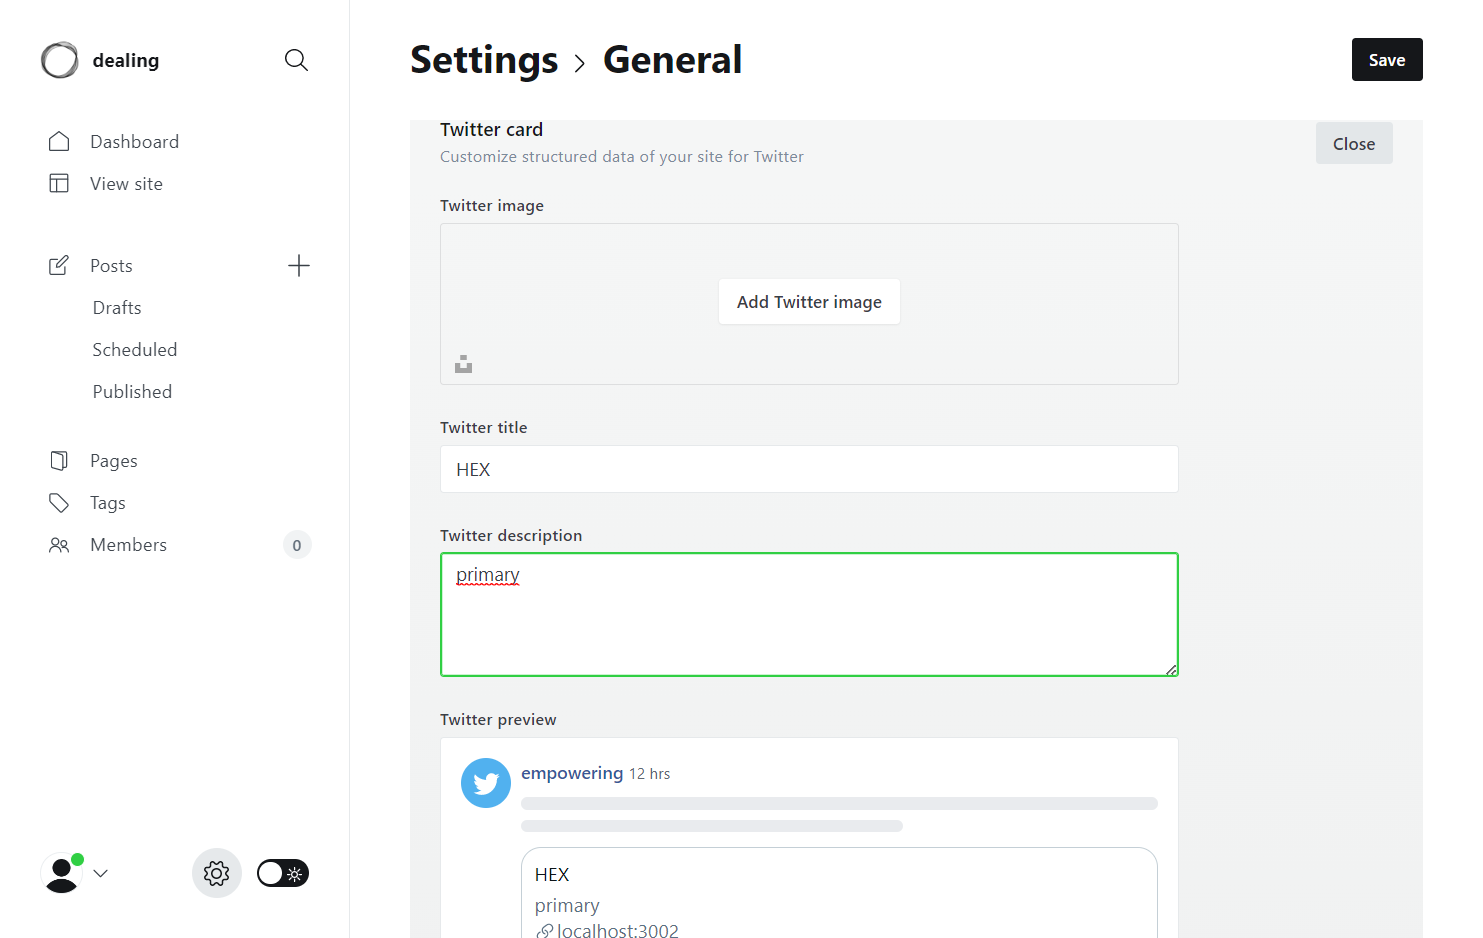 dealing
Dashboard
View site
Posts
Drafts
Scheduled
Published
Pages
Tags
Members 0
Settings General
Save
Twitter card
Customize structured data of your site for Twitter
Close
Twitter image
Add Twitter image
Twitter title
HEX
Twitter description
primary
Twitter preview
empowering 12 hrs
HEX
primary
localhost:3002